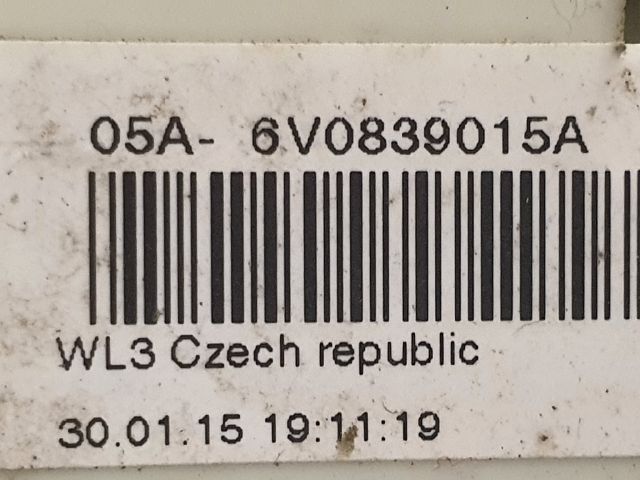 05A- 6V0839015A
WL3 Czech republic
30.01.15 19:11:19